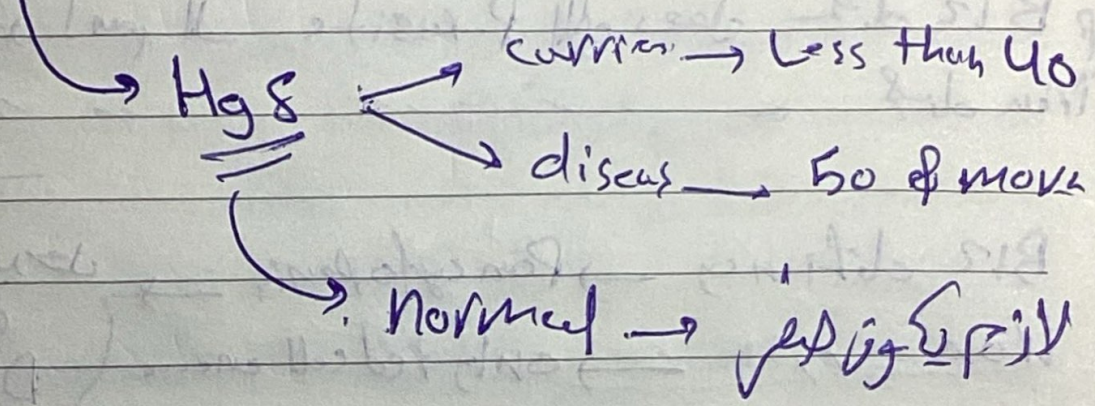 carrier → Less than 40
HgS
diseas → 50 & more
normal → لازم يكون صفر